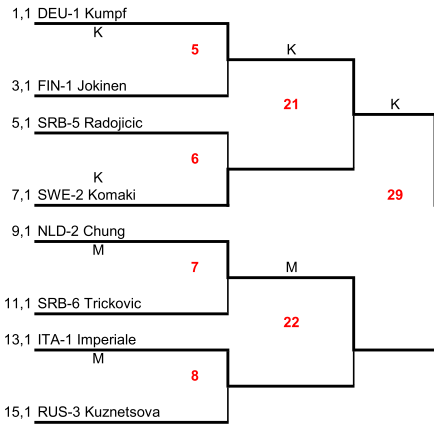 1,1 DEU-1 Kumpf
K
5
K
3,1 FIN-1 Jokinen
21
K
5,1 SRB-5 Radojicic
6
K
7,1 SWE-2 Komaki
29
9,1 NLD-2 Chung
M
7
M
11,1 SRB-6 Trickovic
22
13,1 ITA-1 Imperiale
M
8
15,1 RUS-3 Kuznetsova